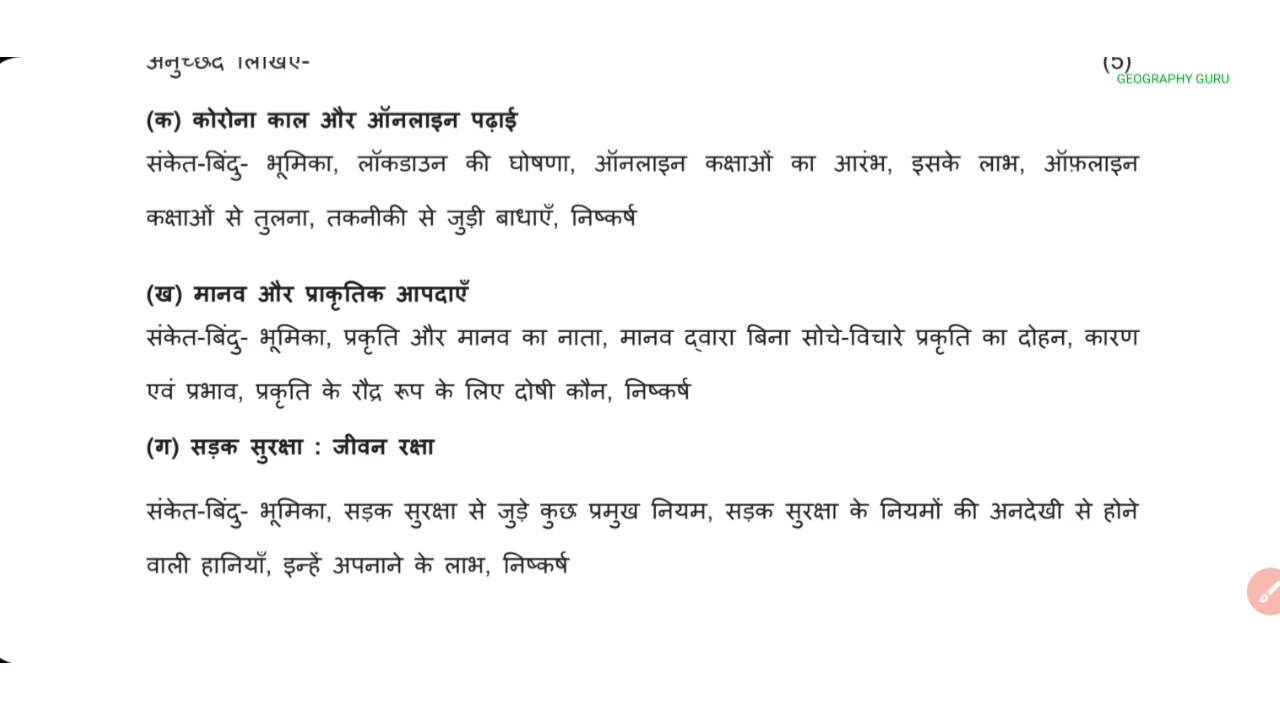 अनुच्छेद लिखिए- (5)
GEOGRAPHY GURU
(क) कोरोना काल और ऑनलाइन पढ़ाई
संकेत-बिंदु- भूमिका, लॉकडाउन की घोषणा, ऑनलाइन कक्षाओं का आरंभ, इसके लाभ, ऑफ़लाइन
कक्षाओं से तुलना, तकनीकी से जुड़ी बाधाएँ, निष्कर्ष
(ख) मानव और प्राकृतिक आपदाएँ
संकेत-बिंदु- भूमिका, प्रकृति और मानव का नाता, मानव द्वारा बिना सोचे-विचारे प्रकृति का दोहन, कारण
एवं प्रभाव, प्रकृति के रौद्र रूप के लिए दोषी कौन, निष्कर्ष
(ग) सड़क सुरक्षा : जीवन रक्षा
संकेत-बिंदु- भूमिका, सड़क सुरक्षा से जुड़े कुछ प्रमुख नियम, सड़क सुरक्षा के नियमों की अनदेखी से होने
वाली हानियाँ, इन्हें अपनाने के लाभ, निष्कर्ष